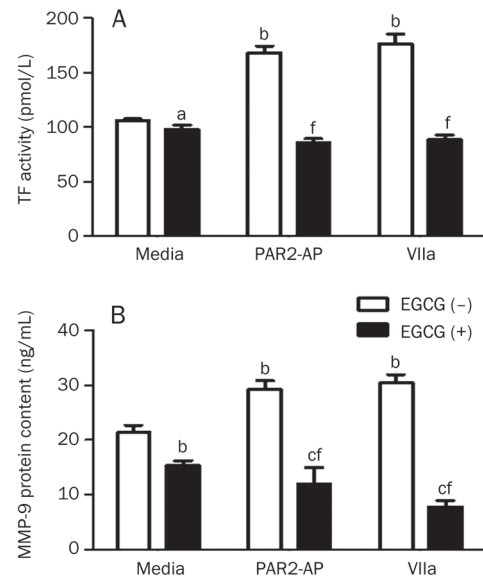 A
TF activity (pmol/L)
200
150
100
50
0
a
b
f
b
f
Media
PAR2-AP
VIIa
B
EGCG (–)
EGCG (+)
MMP-9 protein content (ng/mL)
40
30
20
10
0
b
b
cf
b
cf
Media
PAR2-AP
VIIa